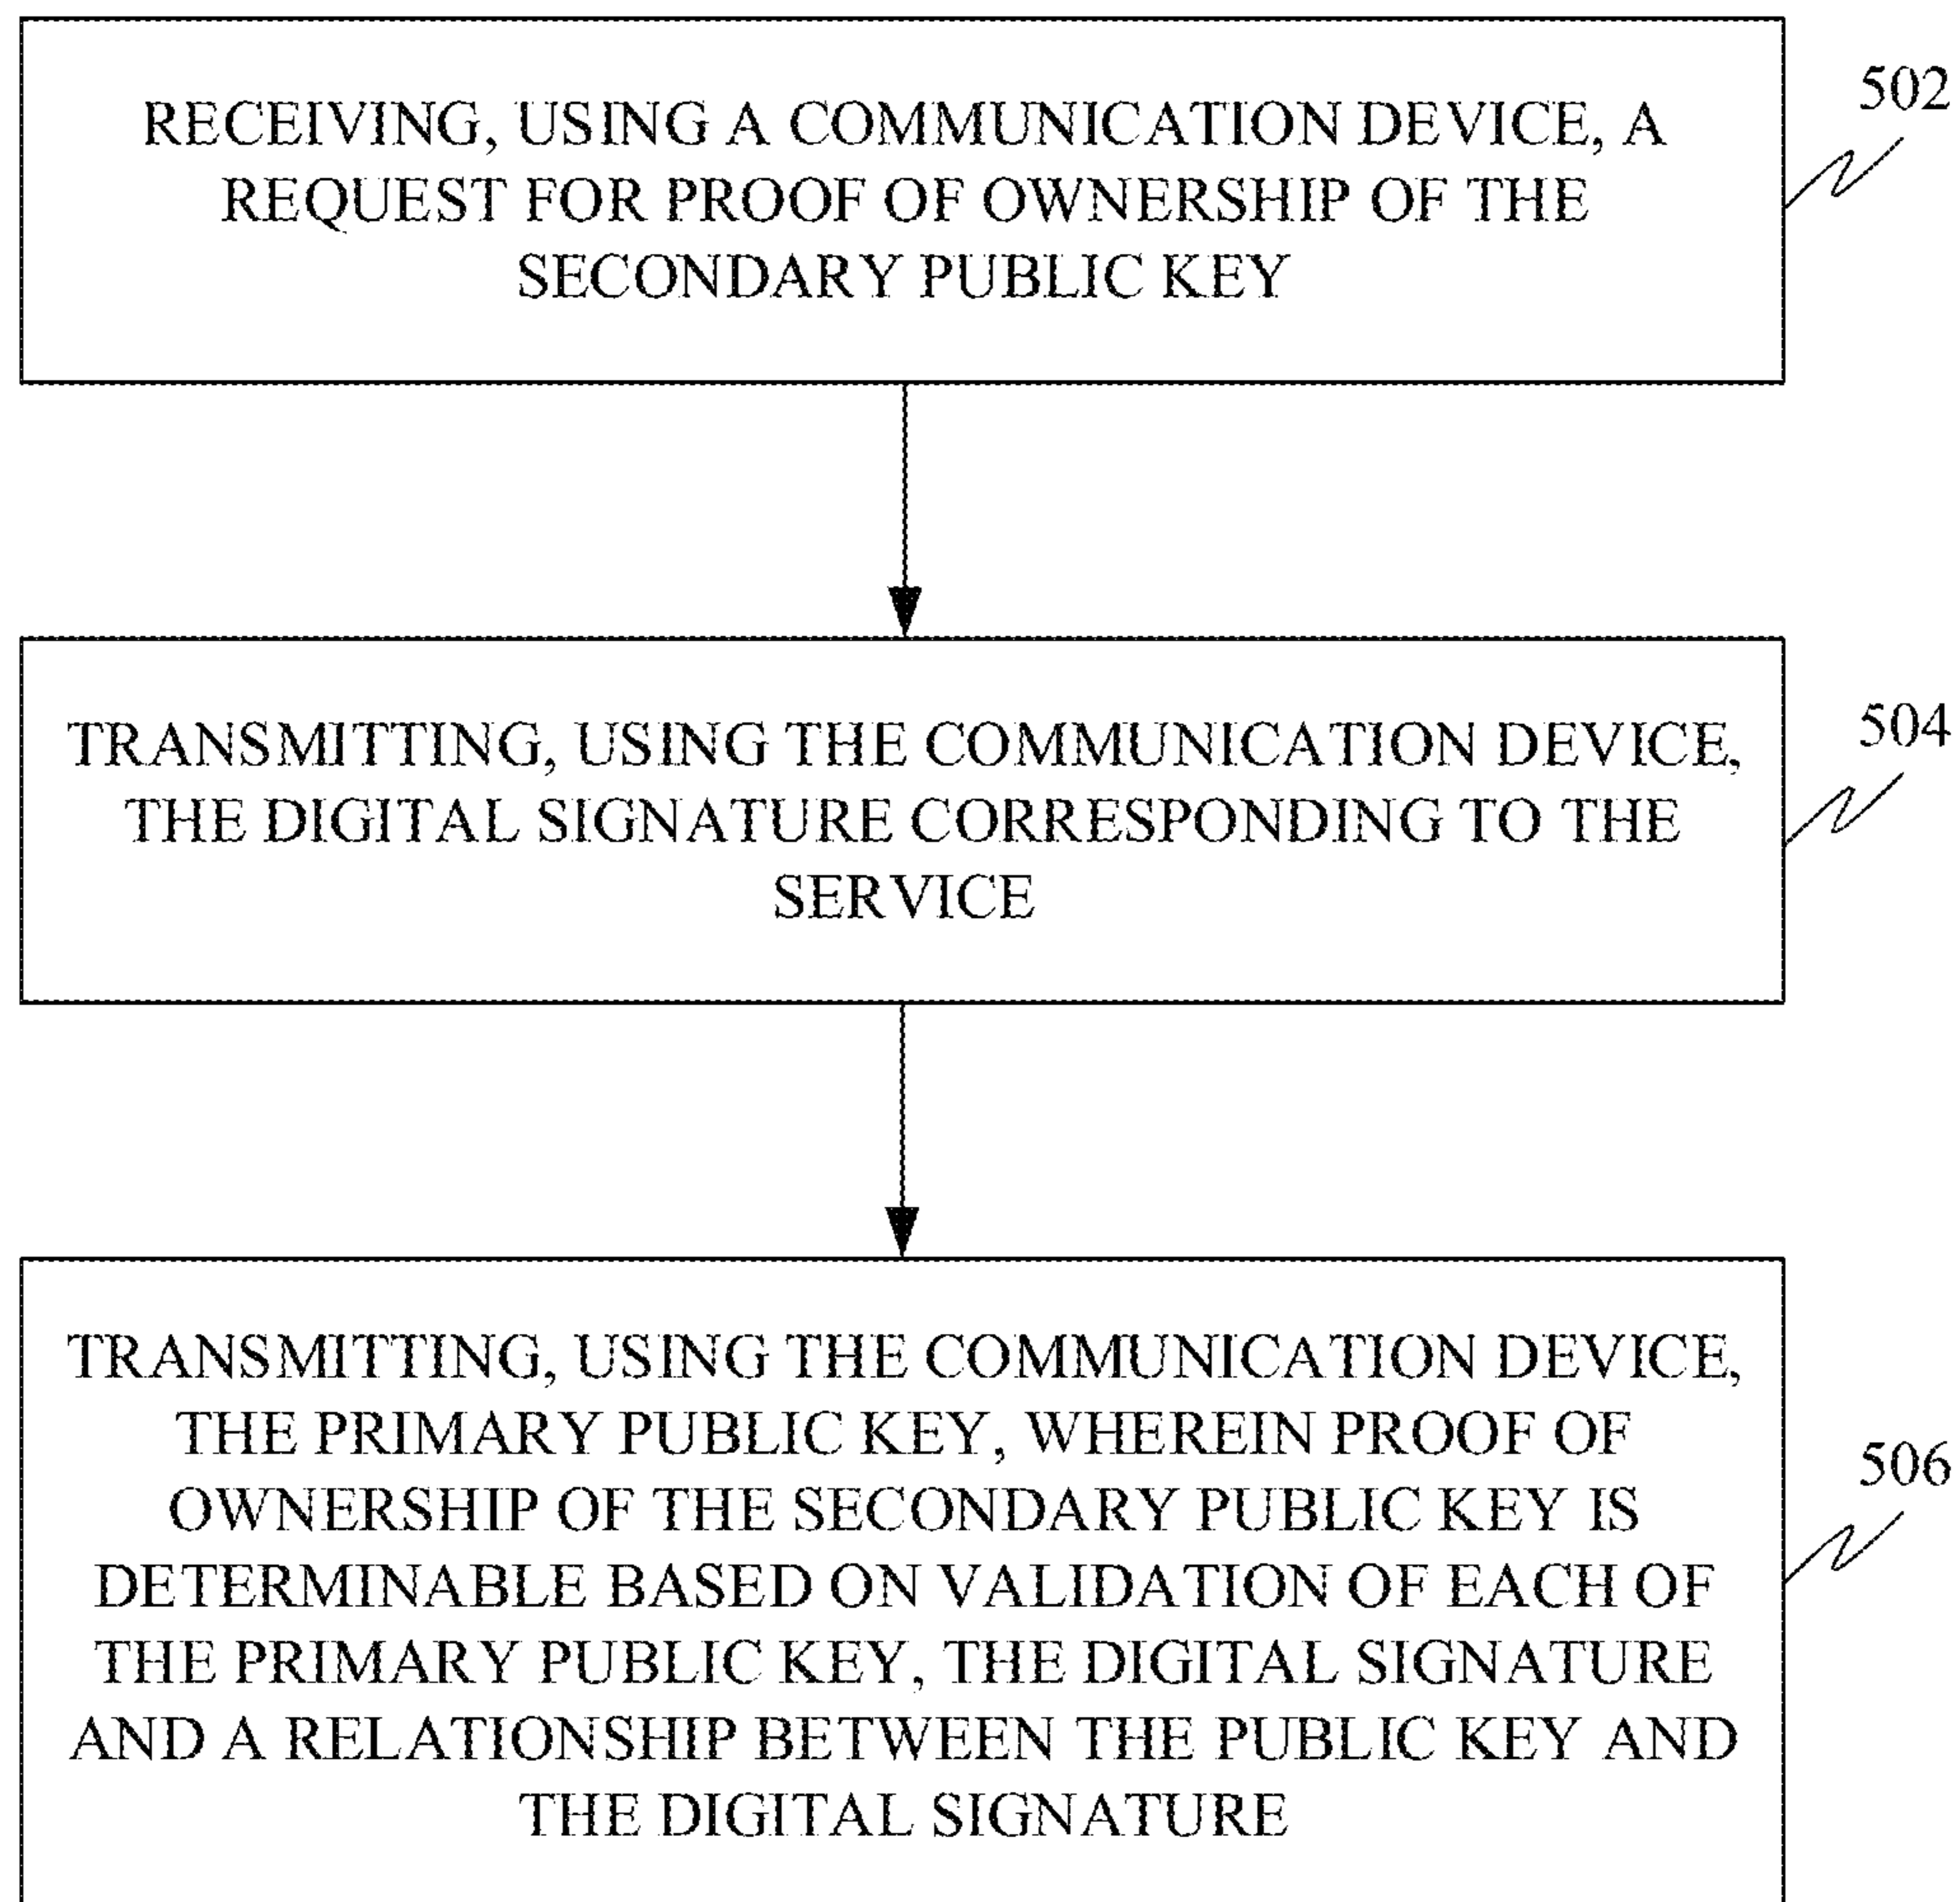 RECEIVING, USING A COMMUNICATION DEVICE, A
REQUEST FOR PROOF OF OWNERSHIP OF THE
SECONDARY PUBLIC KEY
502
TRANSMITTING, USING THE COMMUNICATION DEVICE,
THE DIGITAL SIGNATURE CORRESPONDING TO THE
SERVICE
504
TRANSMITTING, USING THE COMMUNICATION DEVICE,
THE PRIMARY PUBLIC KEY, WHEREIN PROOF OF
OWNERSHIP OF THE SECONDARY PUBLIC KEY IS
DETERMINABLE BASED ON VALIDATION OF EACH OF
THE PRIMARY PUBLIC KEY, THE DIGITAL SIGNATURE
AND A RELATIONSHIP BETWEEN THE PUBLIC KEY AND
THE DIGITAL SIGNATURE
506